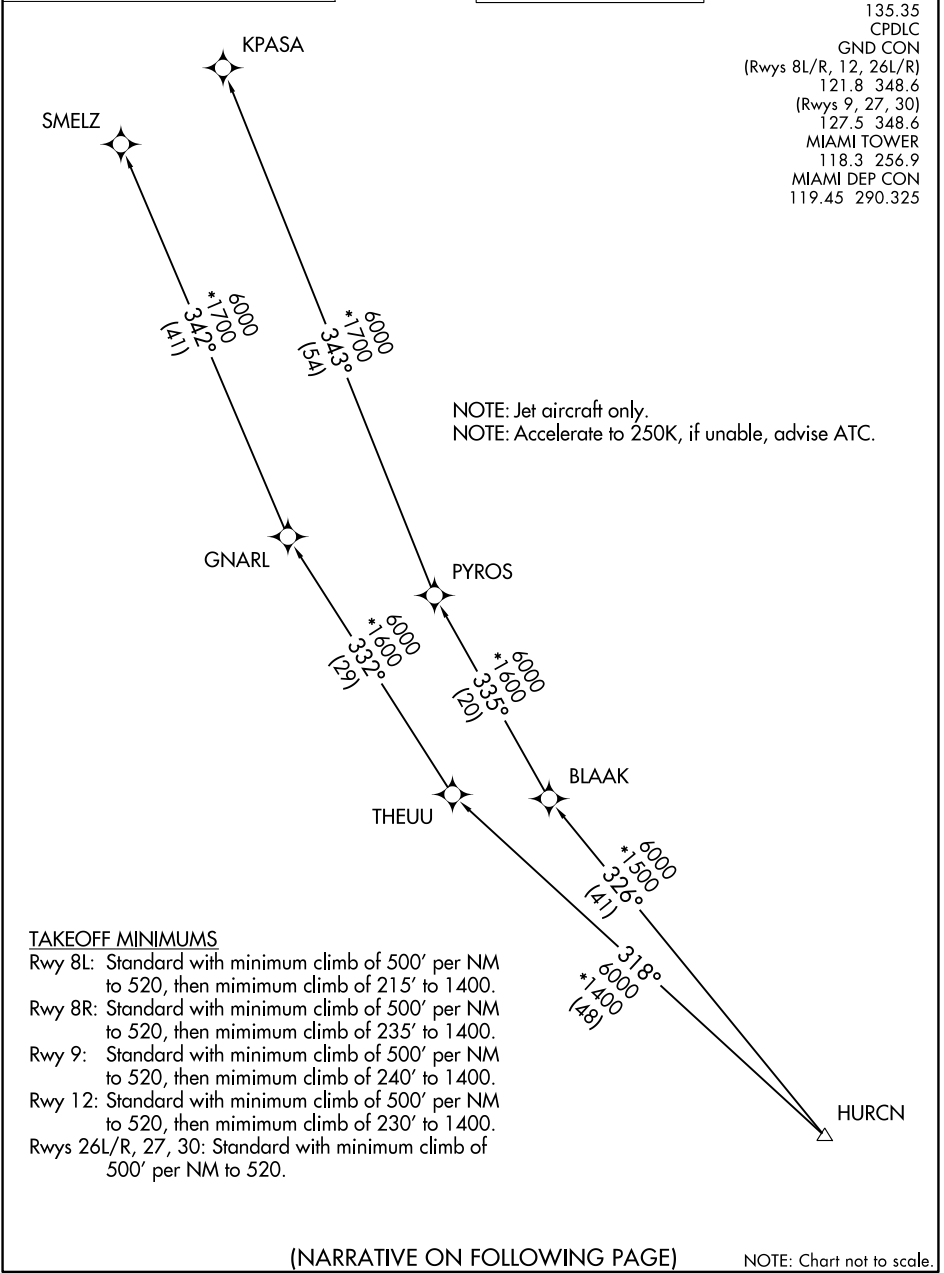 135.35
CPDLC
GND CON
(Rwys 8L/R, 12, 26L/R)
121.8 348.6
(Rwys 9, 27, 30)
127.5 348.6
MIAMI TOWER
118.3 256.9
MIAMI DEP CON
119.45 290.325
KPASA
SMELZ
6000
*1700
342°
(41)
6000
*1700
343°
(54)
NOTE: Jet aircraft only.
NOTE: Accelerate to 250K, if unable, advise ATC.
GNARL
PYROS
6000
*1600
332°
(29)
6000
*1600
335°
(20)
THEUU
BLAAK
6000
*1500
326°
(41)
318°
6000
*1400
(48)
HURCN
TAKEOFF MINIMUMS
Rwy 8L: Standard with minimum climb of 500' per NM
to 520, then mimimum climb of 215' to 1400.
Rwy 8R: Standard with minimum climb of 500' per NM
to 520, then mimimum climb of 235' to 1400.
Rwy 9: Standard with minimum climb of 500' per NM
to 520, then mimimum climb of 240' to 1400.
Rwy 12: Standard with minimum climb of 500' per NM
to 520, then mimimum climb of 230' to 1400.
Rwys 26L/R, 27, 30: Standard with minimum climb of
500' per NM to 520.
(NARRATIVE ON FOLLOWING PAGE)
NOTE: Chart not to scale.